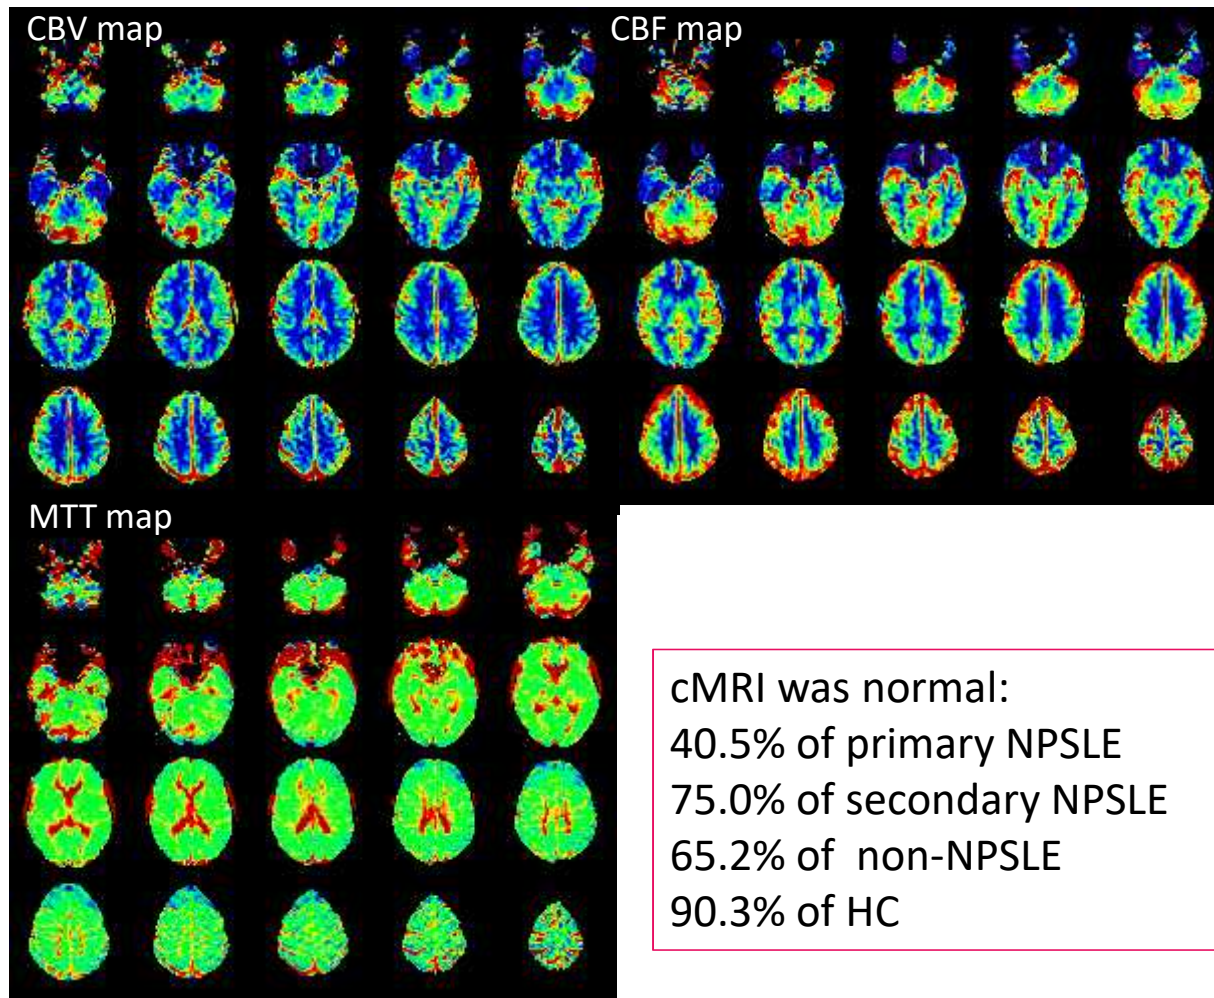 CBV map
CBF map
MTT map
cMRI was normal:
40.5% of primary NPSLE
75.0% of secondary NPSLE
65.2% of  non-NPSLE
90.3% of HC